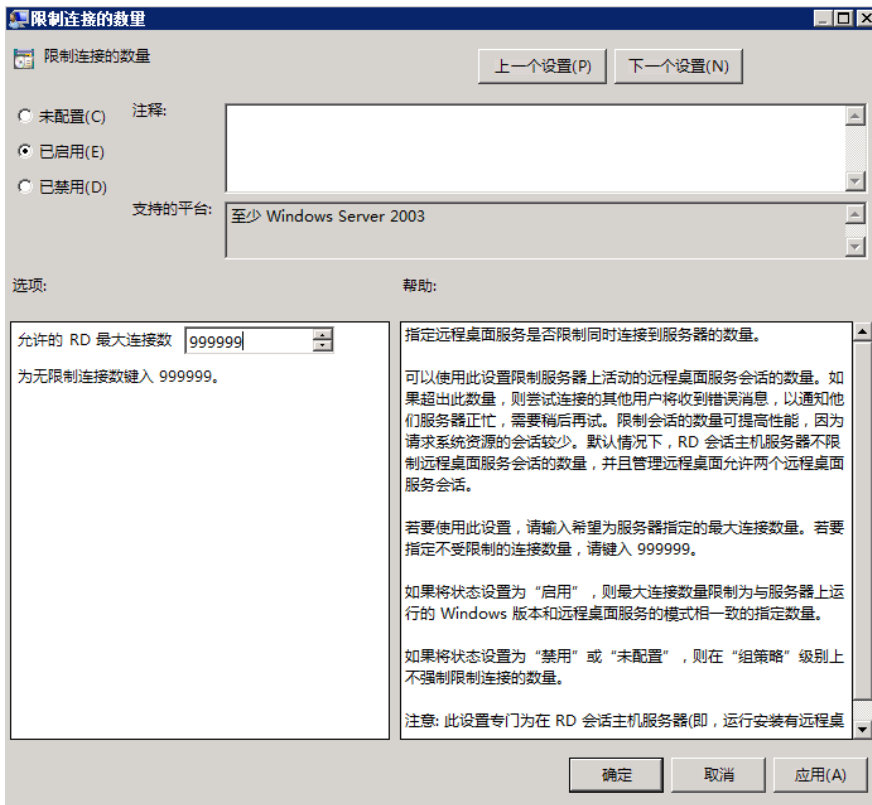 限制连接的数量
限制连接的数量
上一个设置(P)
下一个设置(N)
未配置(C)
注释:
已启用(E)
已禁用(D)
支持的平台:
至少 Windows Server 2003
选项:
帮助:
允许的 RD 最大连接数
999999
为无限制连接数键入 999999。
指定远程桌面服务是否限制同时连接到服务器的数量。
可以使用此设置限制服务器上活动的远程桌面服务会话的数量。如
果超出此数量，则尝试连接的其他用户将收到错误消息，以通知他
们服务器正忙，需要稍后再试。限制会话的数量可提高性能，因为
请求系统资源的会话较少。默认情况下，RD 会话主机服务器不限
制远程桌面服务会话的数量，并且管理远程桌面允许两个远程桌面
服务会话。
若要使用此设置，请输入希望为服务器指定的最大连接数量。若要
指定不受限制的连接数量，请键入 999999。
如果将状态设置为“启用”，则最大连接数量限制为与服务器上运
行的 Windows 版本和远程桌面服务的模式相一致的指定数量。
如果将状态设置为“禁用”或“未配置”，则在“组策略”级别上
不强制限制连接的数量。
注意: 此设置专门为在 RD 会话主机服务器(即，运行安装有远程桌
确定
取消
应用(A)